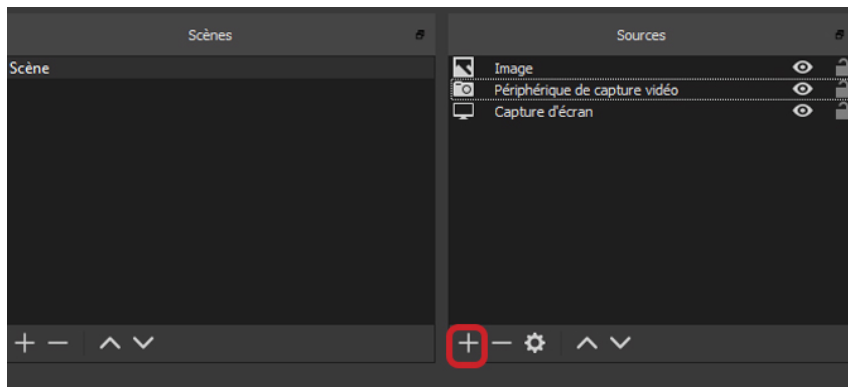 Scènes
Sources
Scène
Image
Périphérique de capture vidéo
Capture d'écran